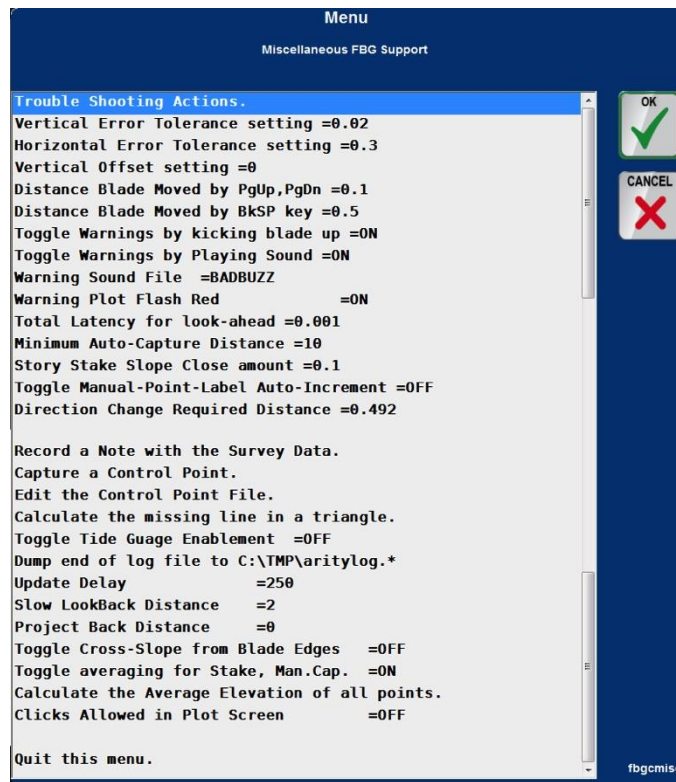 Menu
Miscellaneous FBG Support
Trouble Shooting Actions.
Vertical Error Tolerance setting =0.02
Horizontal Error Tolerance setting =0.3
Vertical Offset setting =0
Distance Blade Moved by PgUp,PgDn =0.1
Distance Blade Moved by BkSP key =0.5
Toggle Warnings by kicking blade up =ON
Toggle Warnings by Playing Sound =ON
Warning Sound File  =BADBUZZ
Warning Plot Flash Red =ON
Total Latency for look-ahead =0.001
Minimum Auto-Capture Distance =10
Story Stake Slope Close amount =0.1
Toggle Manual-Point-Label Auto-Increment =OFF
Direction Change Required Distance =0.492
Record a Note with the Survey Data.
Capture a Control Point.
Edit the Control Point File.
Calculate the missing line in a triangle.
Toggle Tide Guage Enablement  =OFF
Dump end of log file to C:\TMP\aritylog.*
Update Delay =250
Slow LookBack Distance =2
Project Back Distance =0
Toggle Cross-Slope from Blade Edges =OFF
Toggle averaging for Stake, Man.Cap.  =ON
Calculate the Average Elevation of all points.
Clicks Allowed in Plot Screen =OFF
Quit this menu.
OK
CANCEL
fbgcmis